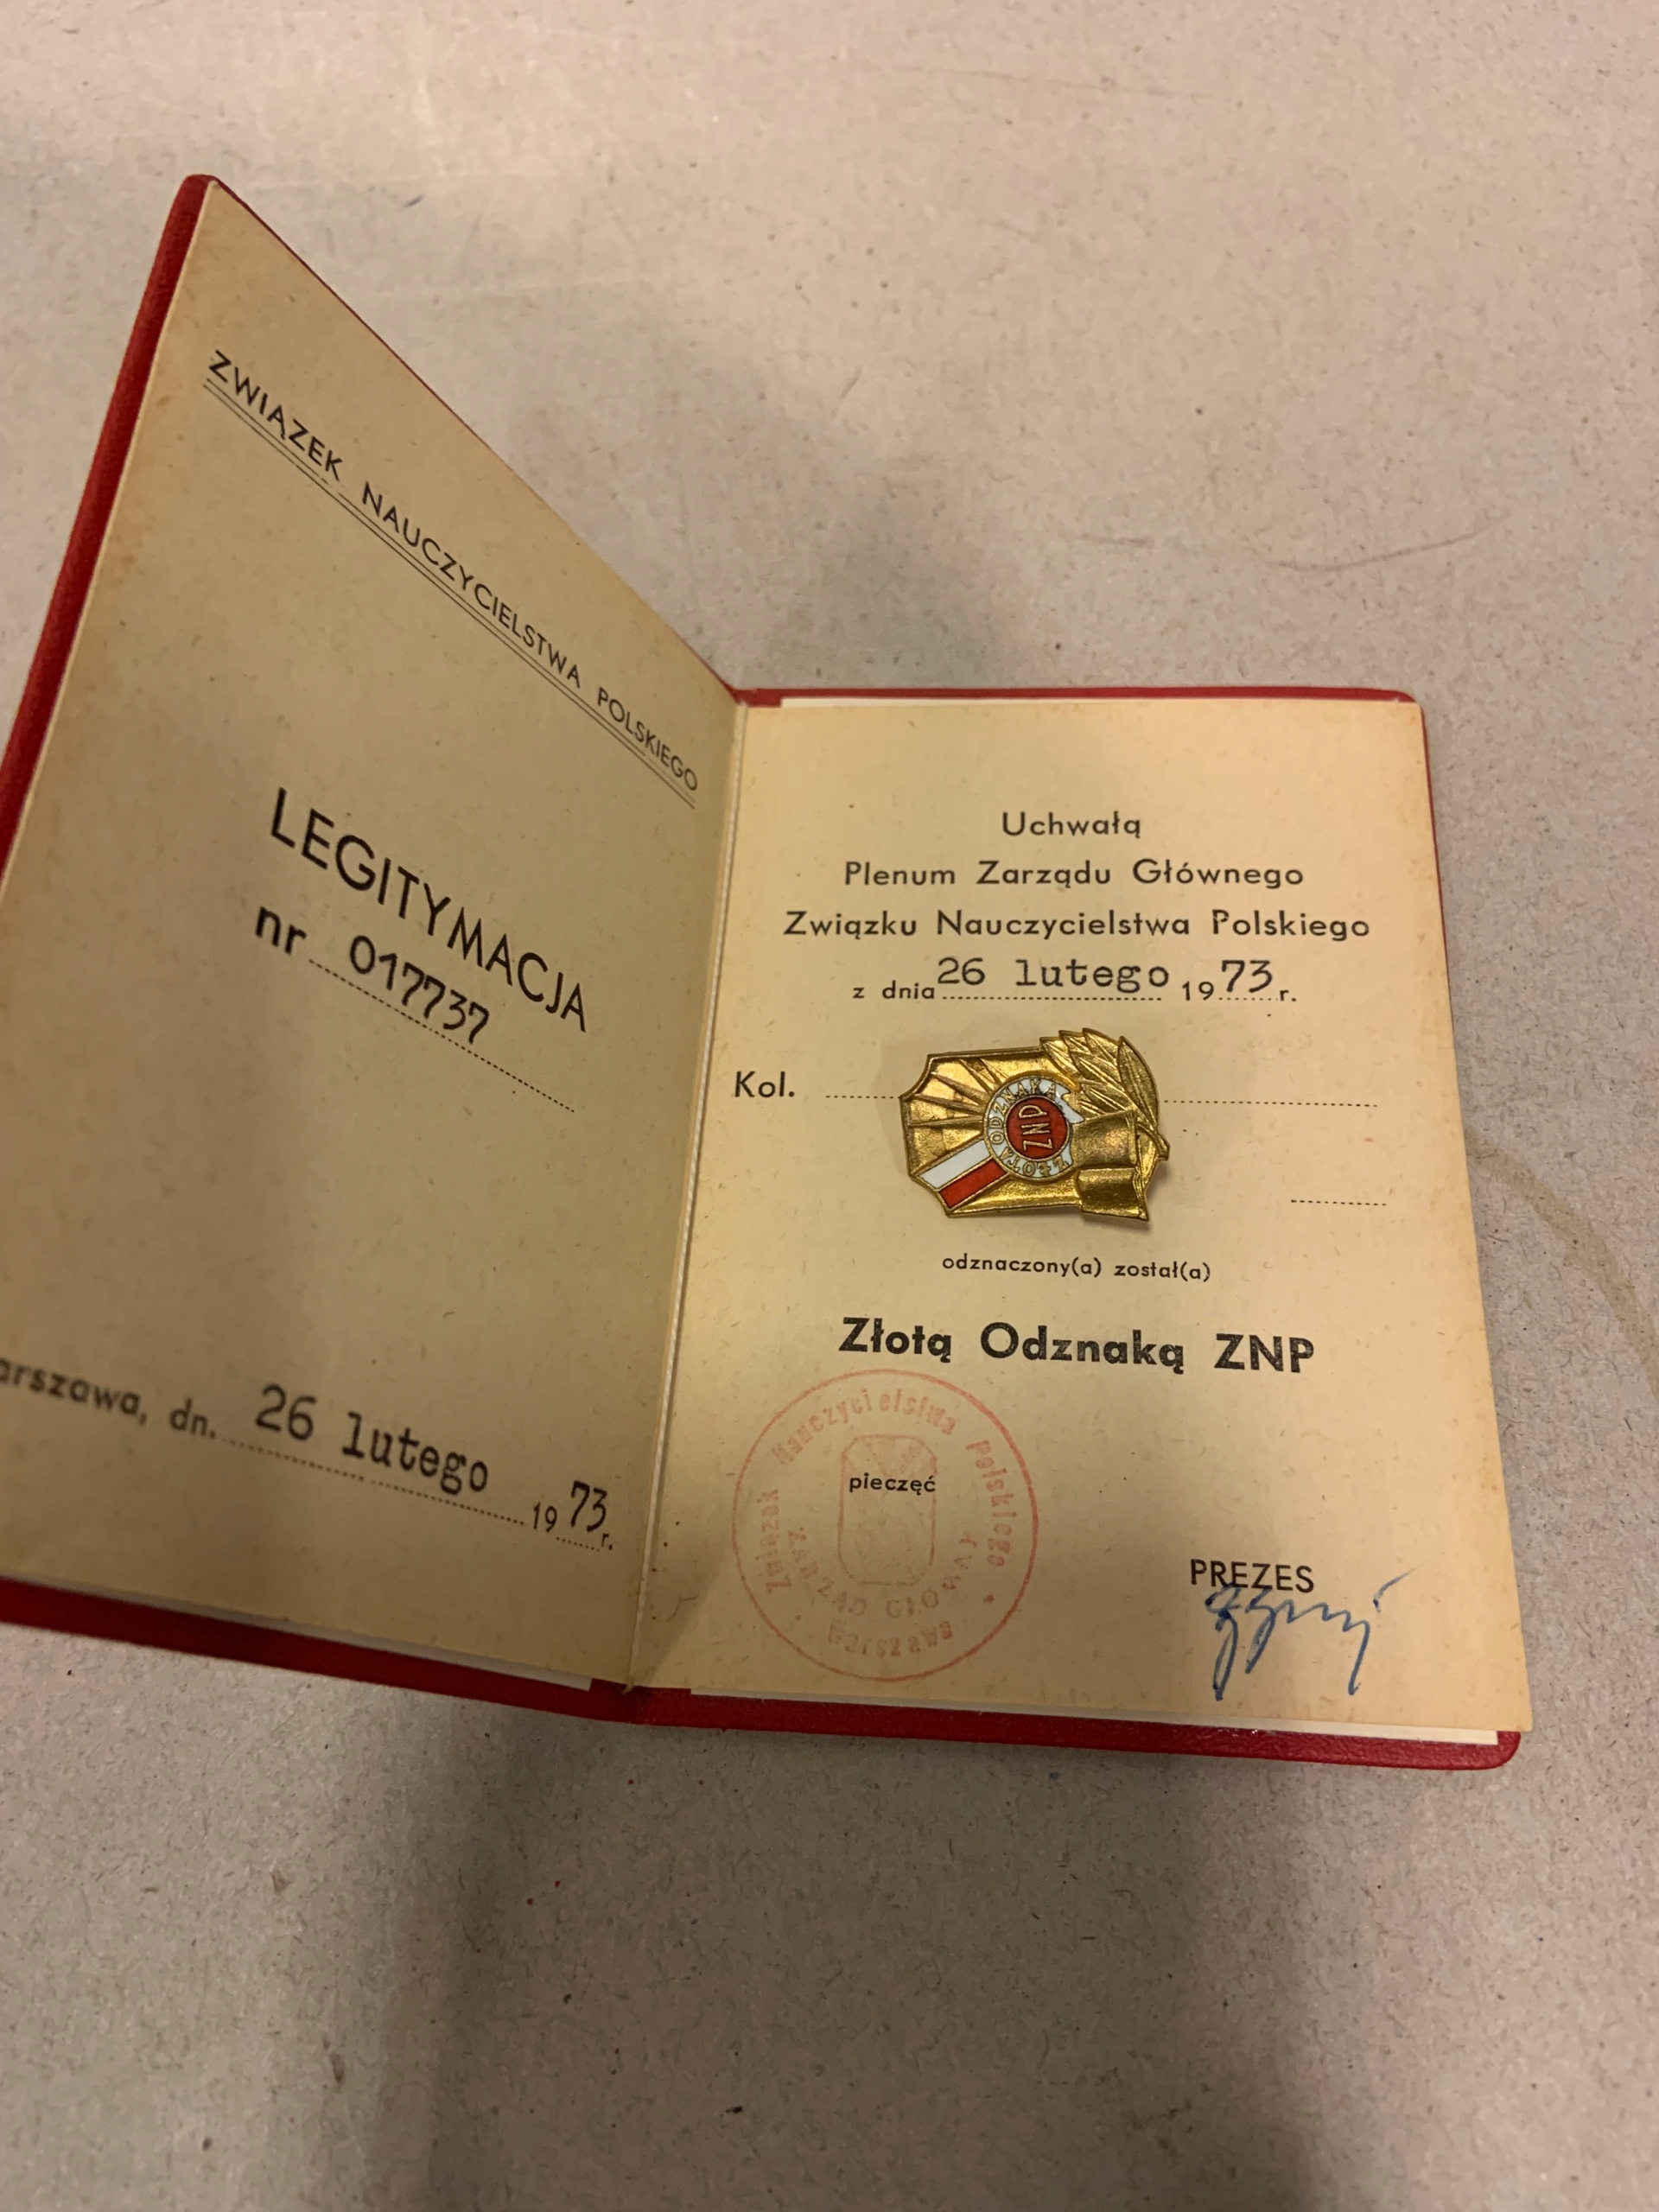 ZWIĄZEK NAUCZYCIELSTWA POLSKIEGO
LEGITYMACJA
nr 017737
arszawa, dn. 26 lutego 1973 r.
Uchwałą
Plenum Zarządu Głównego
Związku Nauczycielstwa Polskiego
z dnia 26 lutego 1973 r.
Kol.
ZŁOTA ODZNAKA
ZNP
odznaczony(a) został(a)
Złotą Odznaką ZNP
Związek Nauczycielstwa Polskiego
ZARZĄD GŁÓWNY
Warszawa
pieczęć
PREZES